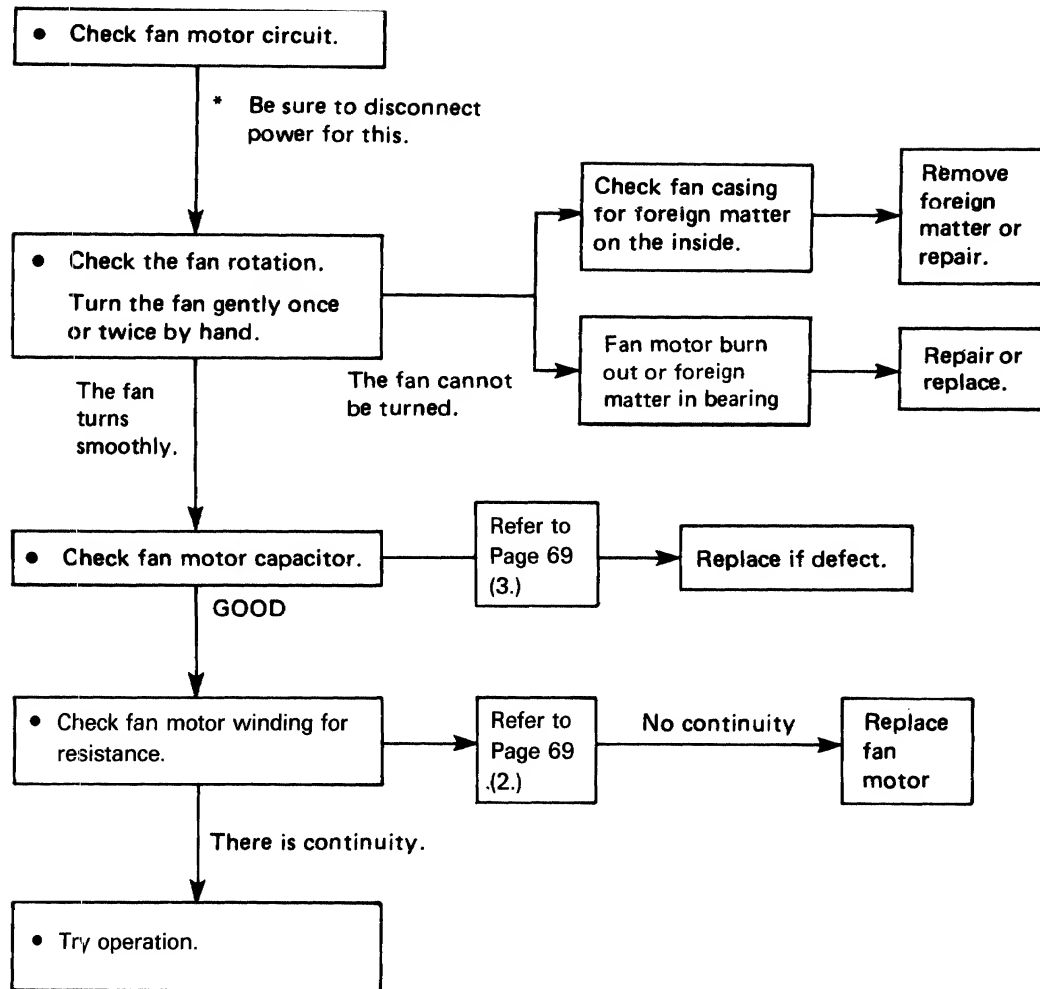 • Check fan motor circuit.
* Be sure to disconnect
power for this.
• Check the fan rotation.
Turn the fan gently once
or twice by hand.
Check fan casing
for foreign matter
on the inside.
Remove
foreign
matter or
repair.
Fan motor burn
out or foreign
matter in bearing
Repair or
replace.
The fan
turns
smoothly.
The fan cannot
be turned.
• Check fan motor capacitor.
Refer to
Page 69
(3.)
Replace if defect.
GOOD
• Check fan motor winding for
resistance.
Refer to
Page 69
.(2.)
No continuity
Replace
fan
motor
There is continuity.
• Try operation.